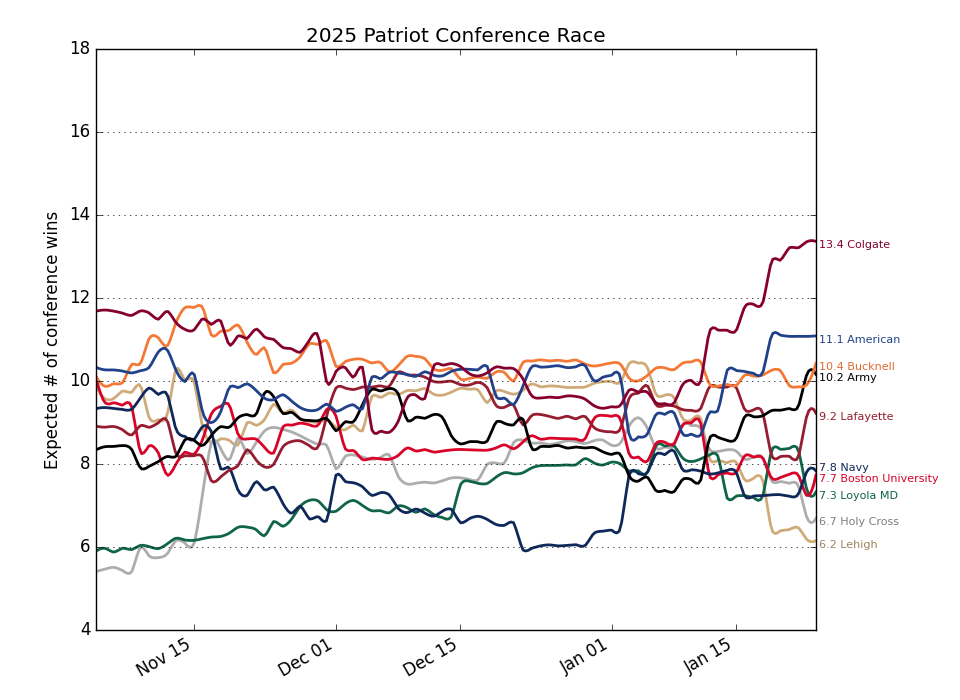 2025 Patriot Conference Race
Expected # of conference wins
18
16
14
12
10
8
6
4
Nov 15
Dec 01
Dec 15
Jan 01
Jan 15
13.4 Colgate
11.1 American
10.4 Bucknell
10.2 Army
9.2 Lafayette
7.8 Navy
7.7 Boston University
7.3 Loyola MD
6.7 Holy Cross
6.2 Lehigh